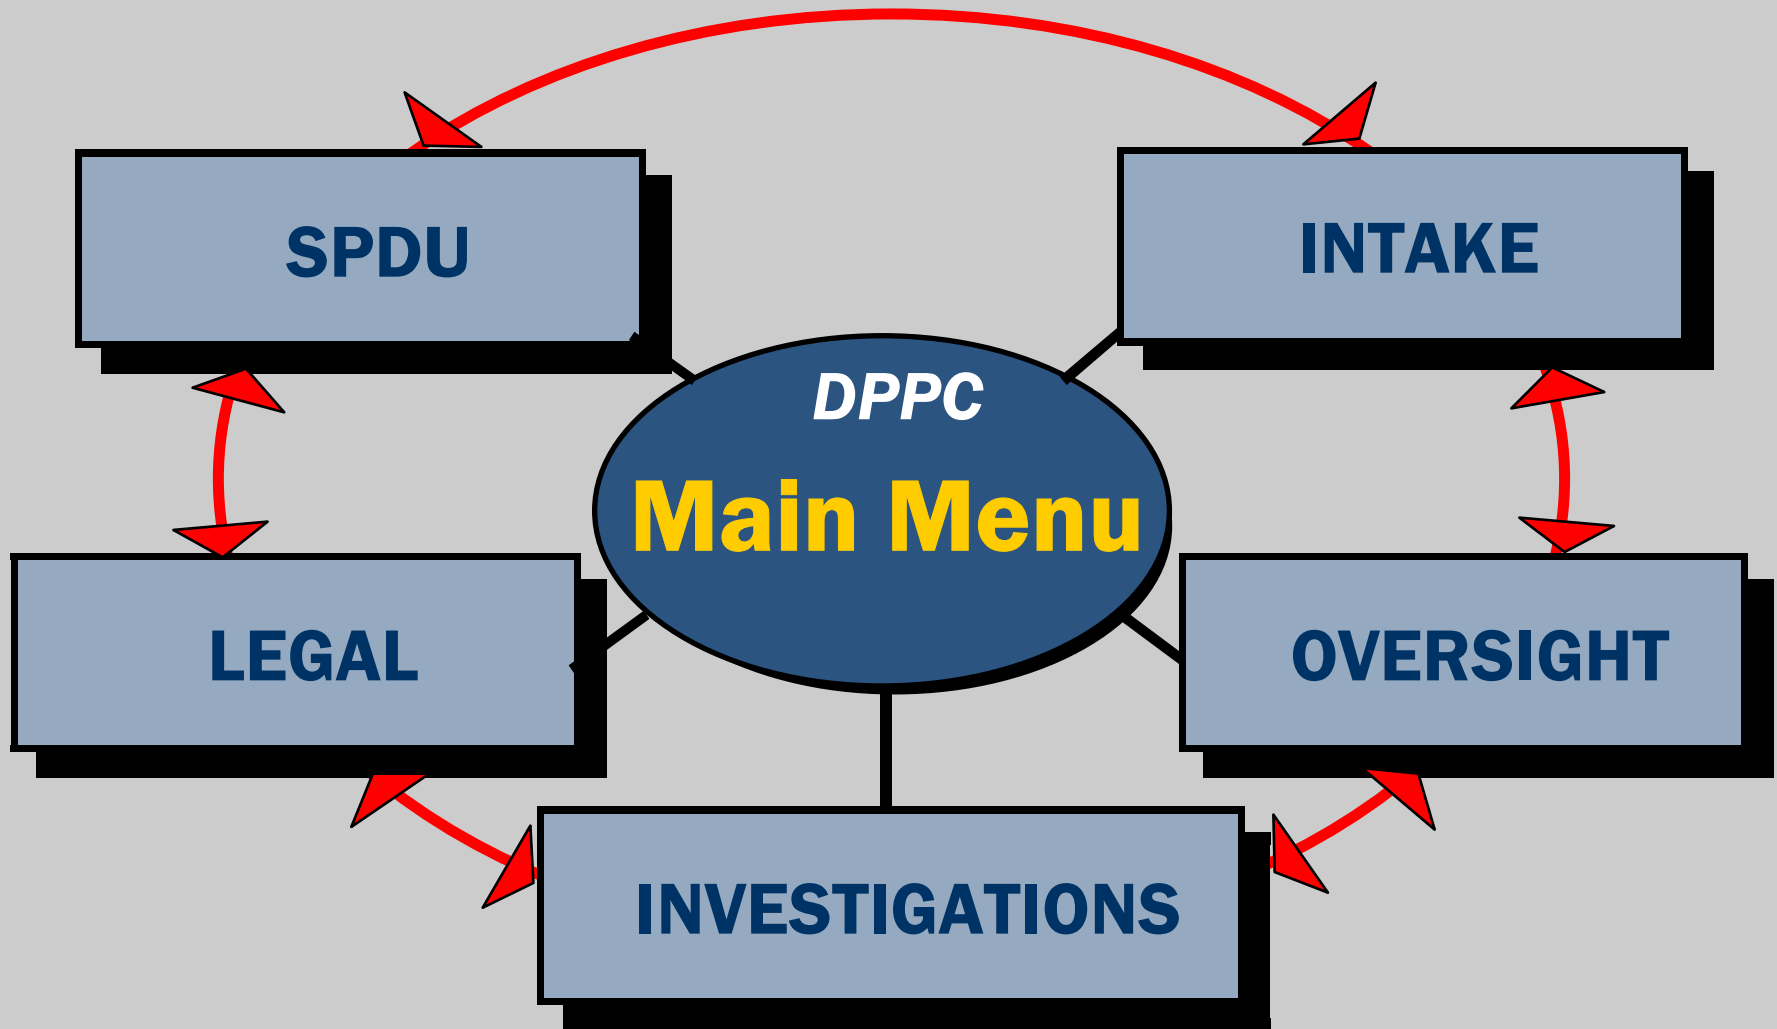 SPDU
INTAKE
DPPC
Main Menu
LEGAL
OVERSIGHT
INVESTIGATIONS